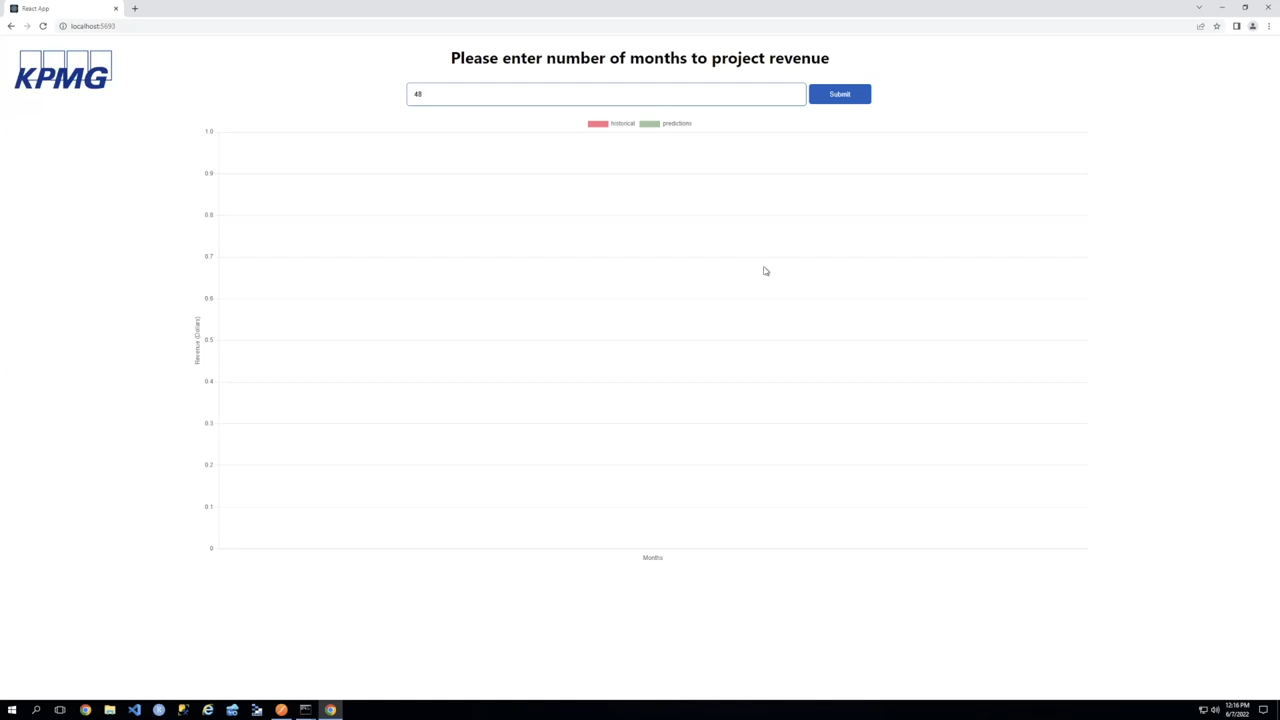 React App
localhost:5693
KPMG
Please enter number of months to project revenue
48
Submit
historical
predictions
1.0
0.9
0.8
0.7
0.6
0.5
0.4
0.3
0.2
0.1
0
Revenue (Dollars)
Months
12:16 PM
6/7/2022